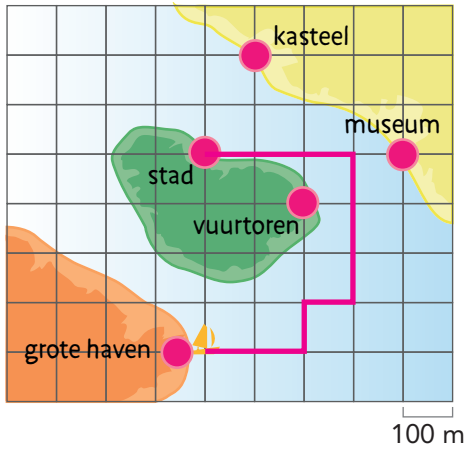 kasteel
museum
stad
vuurtoren
grote haven
100 m